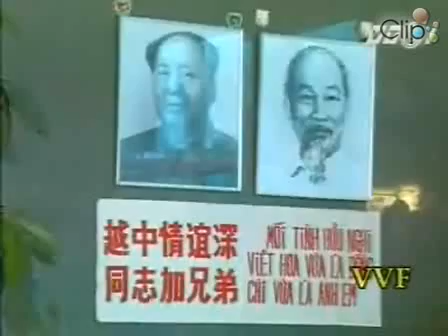 Clip
越中情谊深
同志加兄弟
MỐI TÌNH HỮU NGHỊ
VIỆT HOA VỪA LÀ
CHÍ VỪA LÀ ANH EM
VVF